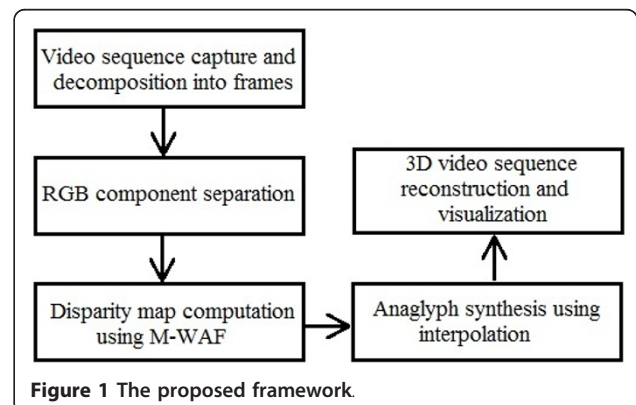 Video sequence capture and
decomposition into frames
RGB component separation
Disparity map computation
using M-WAF
Anaglyph synthesis using
interpolation
3D video sequence
reconstruction and
visualization
Figure 1 The proposed framework.